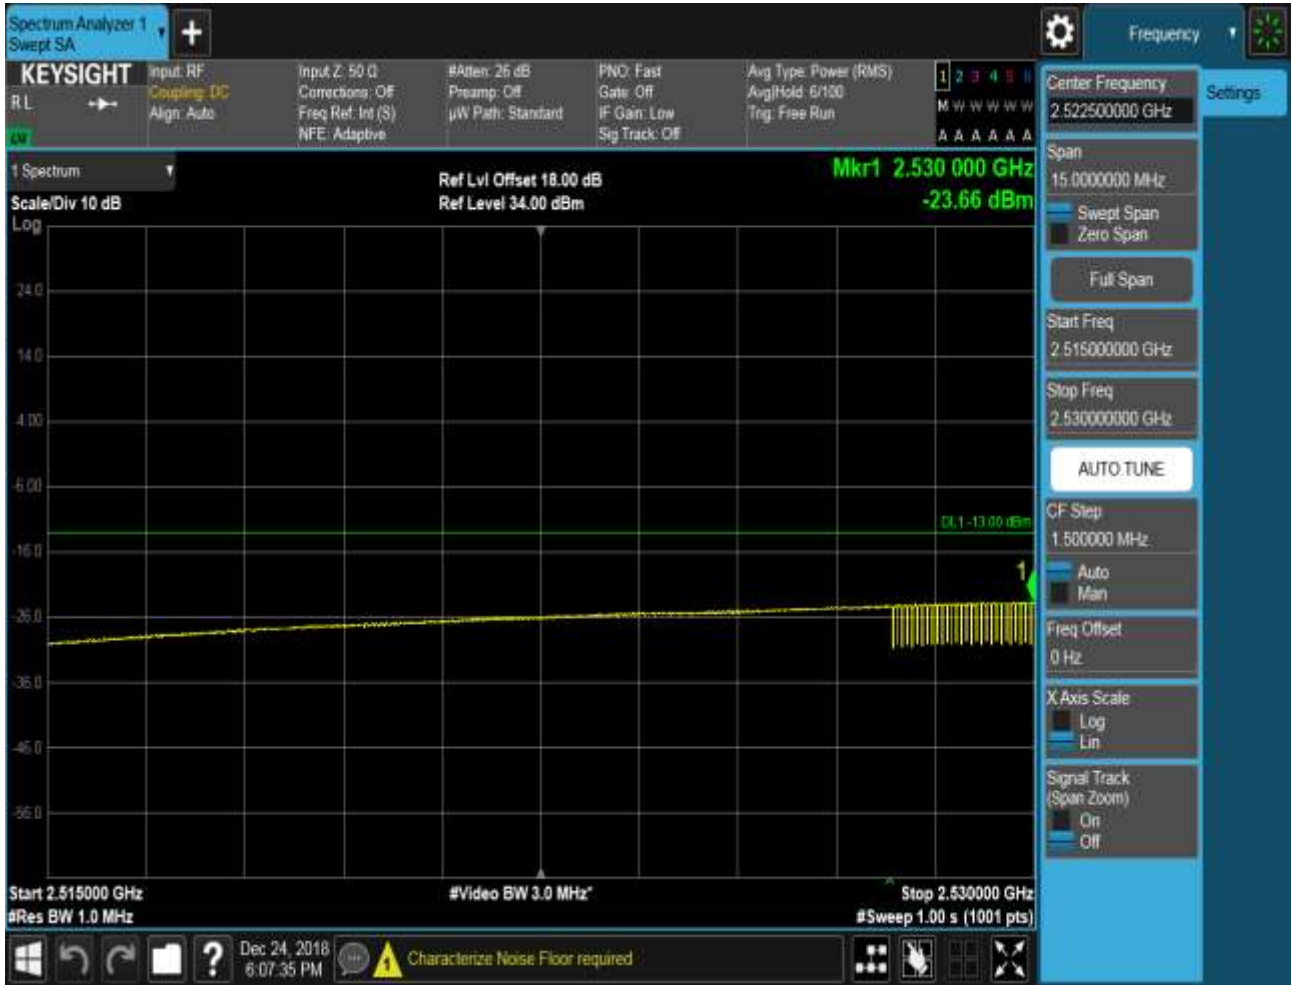 Spectrum Analyzer 1
Swept SA
Frequency
KEYSIGHT
R L
Input: RF
Coupling: DC
Align: Auto
Input Z: 50 Ω
Corrections: Off
Freq Ref: Int (S)
NFE: Adaptive
#Atten: 26 dB
Preamp: Off
µW Path: Standard
PNO: Fast
Gate: Off
IF Gain: Low
Sig Track: Off
Avg Type: Power (RMS)
Avg|Hold: 6/100
Trig: Free Run
1 2 3 4 5 6
M W W W W W
A A A A A A
Center Frequency
2.522500000 GHz
Settings
Span
15.0000000 MHz
Swept Span
Zero Span
Full Span
Start Freq
2.515000000 GHz
Stop Freq
2.530000000 GHz
AUTO TUNE
CF Step
1.500000 MHz
Auto
Man
Freq Offset
0 Hz
X Axis Scale
Log
Lin
Signal Track
(Span Zoom)
On
Off
1 Spectrum
Scale/Div 10 dB
Log
Ref Lvl Offset 18.00 dB
Ref Level 34.00 dBm
Mkr1 2.530 000 GHz
-23.66 dBm
24.0
14.0
4.00
-6.00
DL1 -13.00 dBm
-16.0
1
-26.0
-36.0
-46.0
-56.0
Start 2.515000 GHz
#Video BW 3.0 MHz*
Stop 2.530000 GHz
#Res BW 1.0 MHz
#Sweep 1.00 s (1001 pts)
?
Dec 24, 2018
6:07:35 PM
1
Characterize Noise Floor required